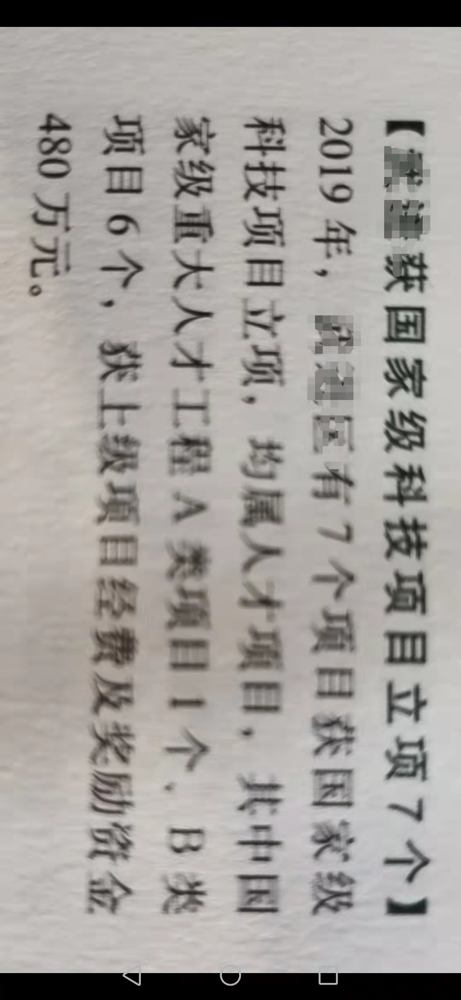 【获国家级科技项目立项7个】
2019年，区有7个项目获国家级
科技项目立项，均属人才项目，其中国
家级重大人才工程A类项目1个、B类
项目6个，获上级项目经费及奖励资金
480万元。